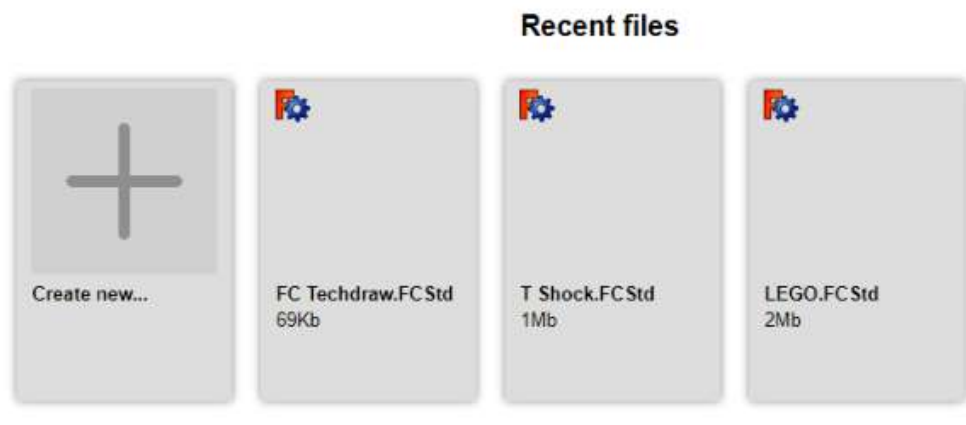 Recent files
Create new...
FC Techdraw.FCStd
69Kb
T Shock.FCStd
1Mb
LEGO.FCStd
2Mb